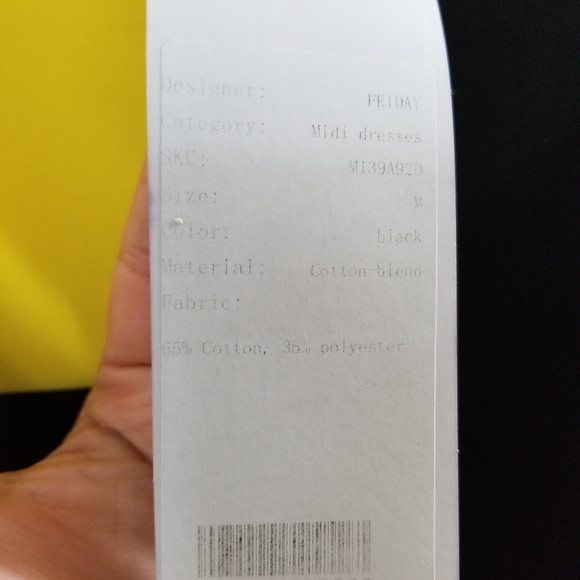 Designer: FRIDAY
Category: Midi dresses
SKU: MI39A92D
Size: M
Color: black
Material: Cotton-blend
Fabric:
65% Cotton, 35% polyester